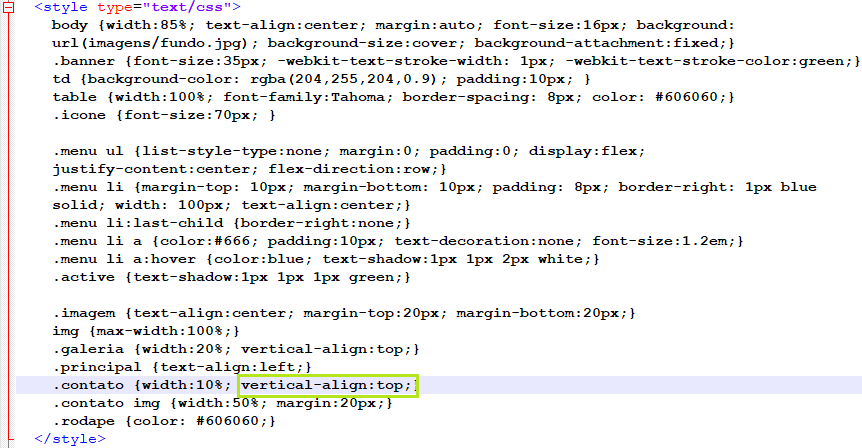 <style type="text/css">
body {width:85%; text-align:center; margin:auto; font-size:16px; background:
url(imagens/fundo.jpg); background-size:cover; background-attachment:fixed;}
.banner {font-size:35px; -webkit-text-stroke-width: 1px; -webkit-text-stroke-color:green;}
td {background-color: rgba(204,255,204,0.9); padding:10px; }
table {width:100%; font-family:Tahoma; border-spacing: 8px; color: #606060;}
.icone {font-size:70px; }
.menu ul {list-style-type:none; margin:0; padding:0; display:flex;
justify-content:center; flex-direction:row;}
.menu li {margin-top: 10px; margin-bottom: 10px; padding: 8px; border-right: 1px blue
solid; width: 100px; text-align:center;}
.menu li:last-child {border-right:none;}
.menu li a {color:#666; padding:10px; text-decoration:none; font-size:1.2em;}
.menu li a:hover {color:blue; text-shadow:1px 1px 2px white;}
.active {text-shadow:1px 1px 1px green;}
.imagem {text-align:center; margin-top:20px; margin-bottom:20px;}
img {max-width:100%;}
.galeria {width:20%; vertical-align:top;}
.principal {text-align:left;}
.contato {width:10%; vertical-align:top;}
.contato img {width:50%; margin:20px;}
.rodape {color: #606060;}
</style>